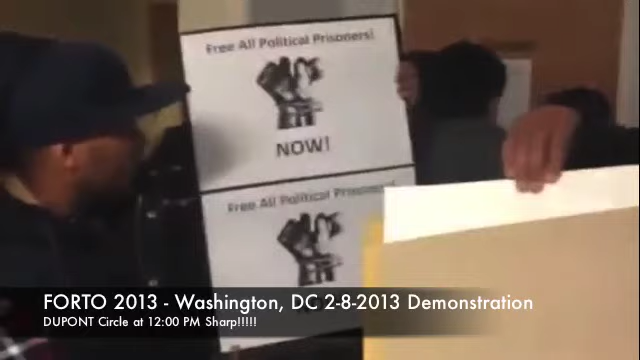 Free All Political Prisoners!
NOW!
Free All Political Prisoners!
FORTO 2013 - Washington, DC 2-8-2013 Demonstration
DUPONT Circle at 12:00 PM Sharp!!!!!